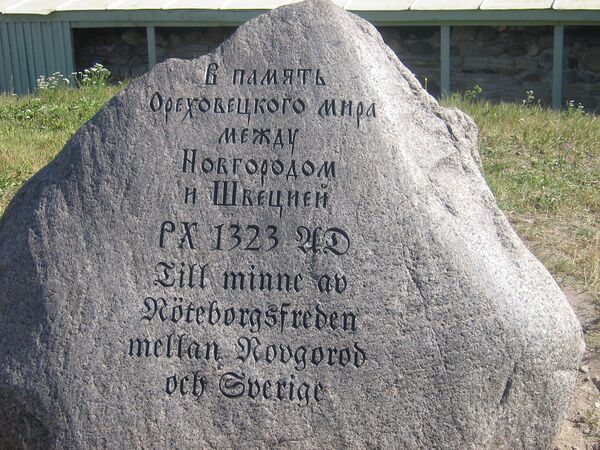 В память
Ореховецкого мира
между
Новгородом
и Швецией
РХ 1323 AD
Till minne av
Nöteborgsfreden
mellan Novgorod
och Sverige